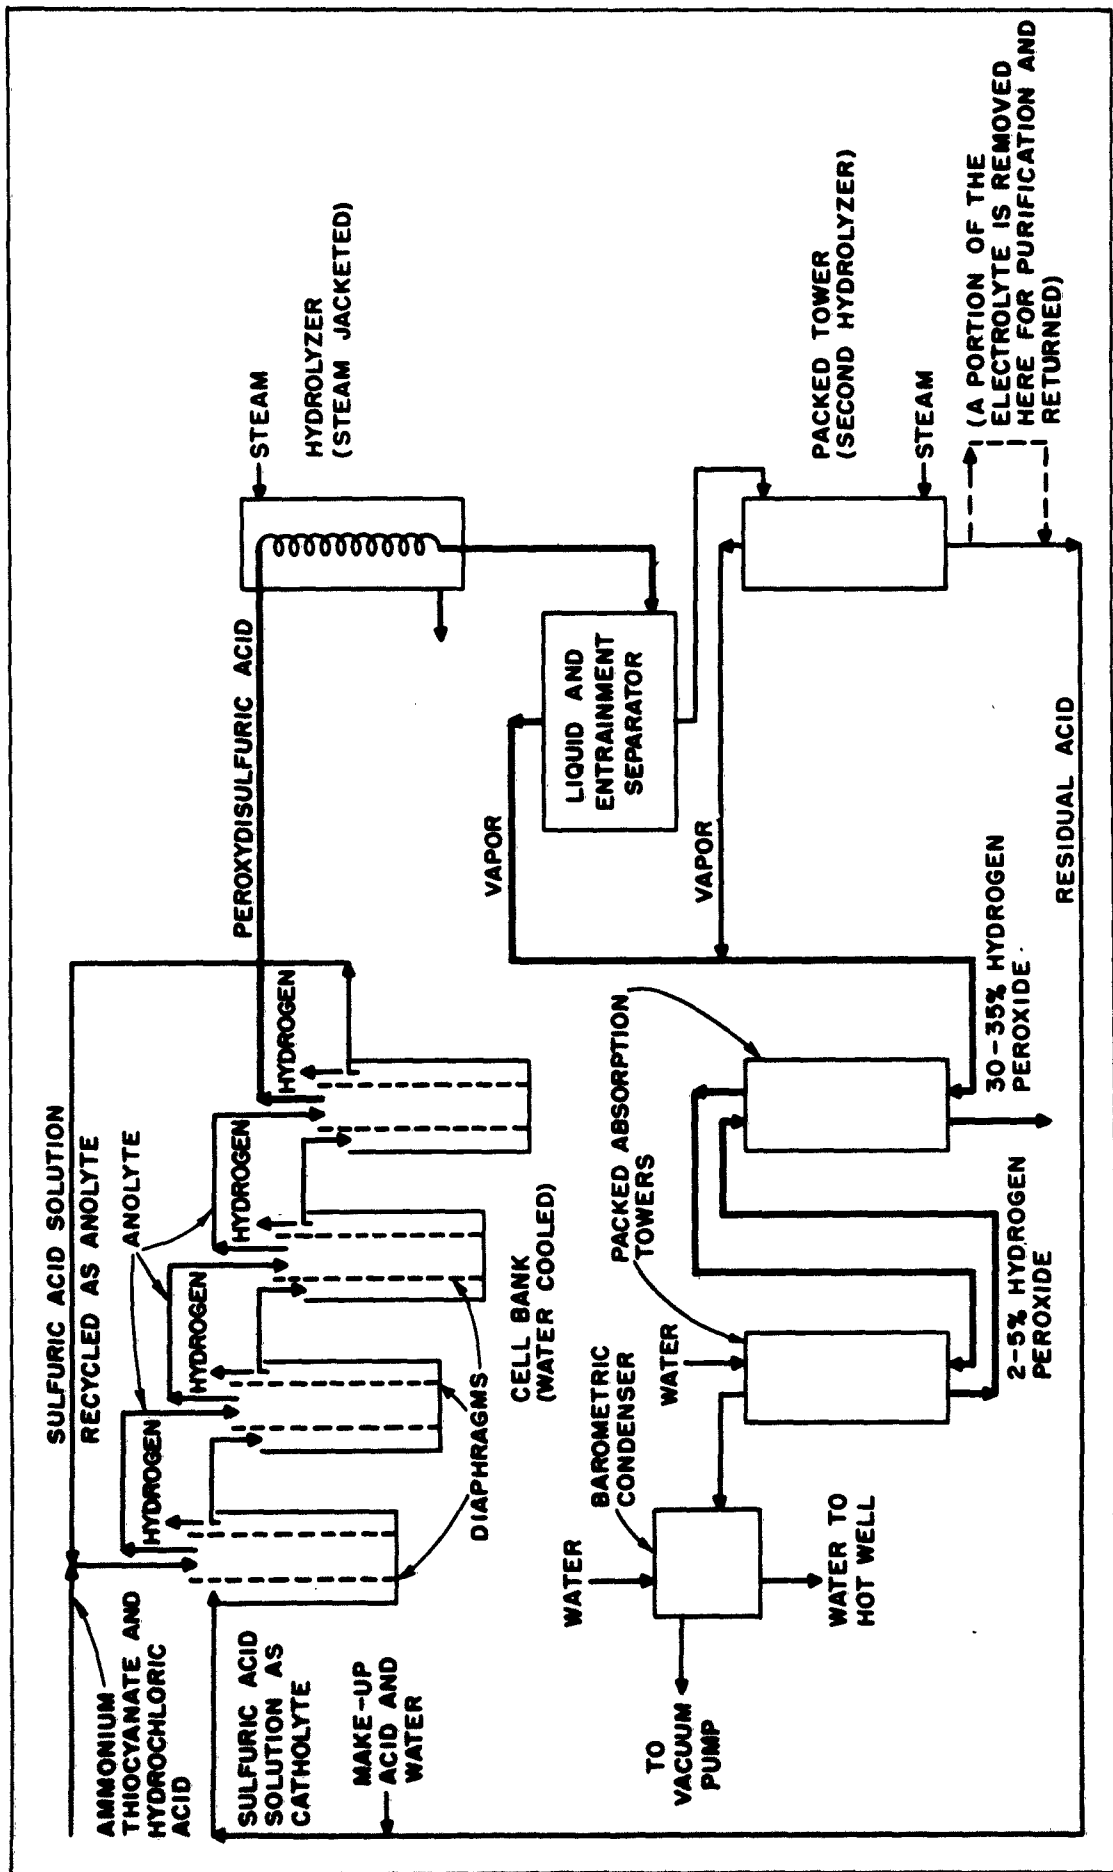 SULFURIC ACID SOLUTION
RECYCLED AS ANOLYTE
AMMONIUM
THIOCYANATE AND
HYDROCHLORIC
ACID
ANOLYTE
HYDROGEN
HYDROGEN
HYDROGEN
HYDROGEN
PEROXYDISULFURIC ACID
STEAM
HYDROLYZER
(STEAM JACKETED)
SULFURIC ACID
SOLUTION AS
CATHOLYTE
MAKE-UP
ACID AND
WATER
DIAPHRAGMS
CELL BANK
(WATER COOLED)
VAPOR
LIQUID AND
ENTRAINMENT
SEPARATOR
WATER
BAROMETRIC
CONDENSER
PACKED ABSORPTION
TOWERS
WATER
VAPOR
PACKED TOWER
(SECOND HYDROLYZER)
STEAM
TO
VACUUM
PUMP
WATER TO
HOT WELL
2-5% HYDROGEN
PEROXIDE
30-35% HYDROGEN
PEROXIDE
RESIDUAL ACID
(A PORTION OF THE
ELECTROLYTE IS REMOVED
HERE FOR PURIFICATION AND
RETURNED)